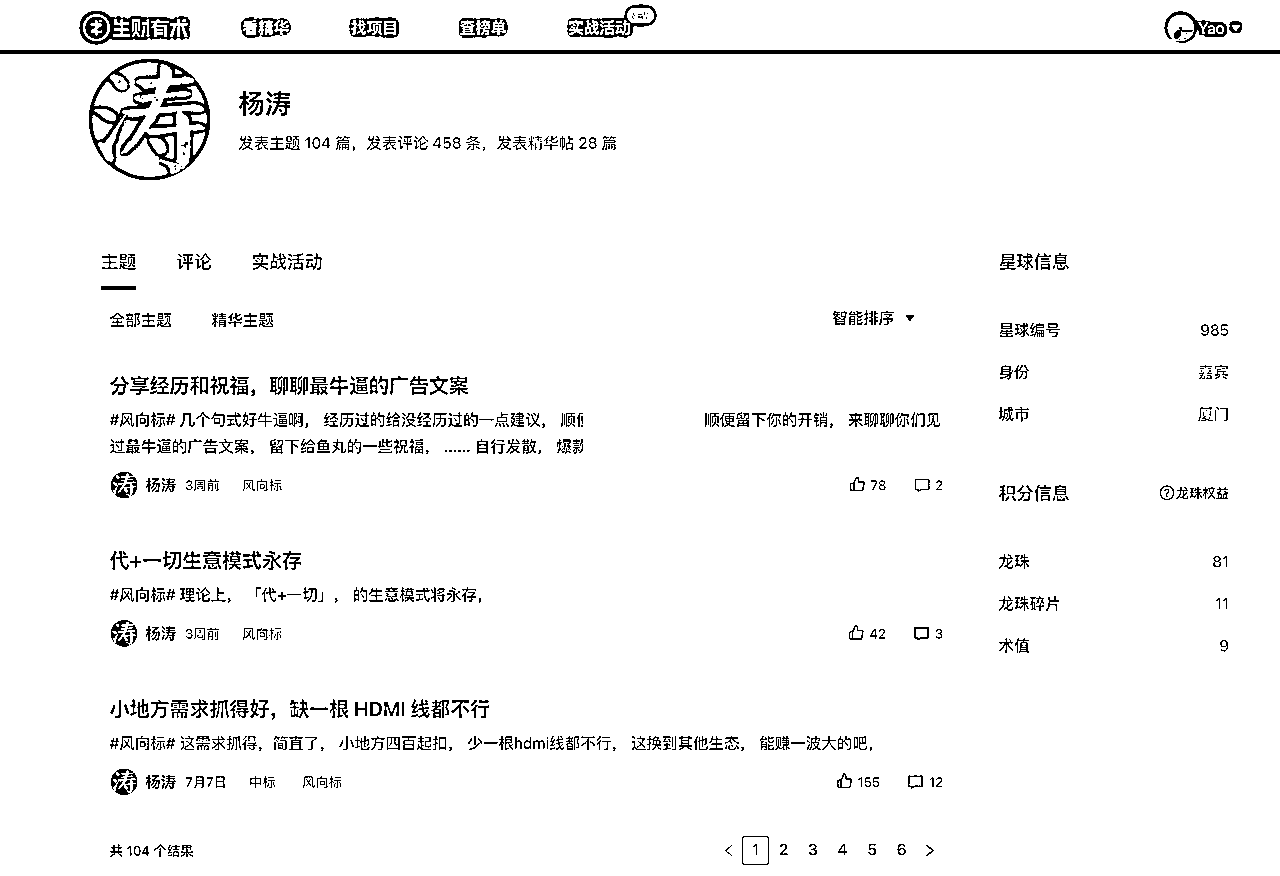 生财有术 看精华 找项目 查榜单 实战活动 Yao
涛
杨涛
发表主题 104 篇，发表评论 458 条，发表精华帖 28 篇
主题 评论 实战活动
全部主题 精华主题 智能排序
分享经历和祝福，聊聊最牛逼的广告文案
#风向标# 几个句式好牛逼啊， 经历过的给没经历过的一点建议， 顺便留下你的开销， 来聊聊你们见
过最牛逼的广告文案， 留下给鱼丸的一些祝福， ...... 自行发散，
涛 杨涛 3周前 风向标 78 2
代+一切生意模式永存
#风向标# 理论上， 「代+一切」， 的生意模式将永存，
涛 杨涛 3周前 风向标 42 3
小地方需求抓得好，缺一根 HDMI 线都不行
#风向标# 这需求抓得，简直了， 小地方四百起扣， 少一根hdmi线都不行， 这换到其他生态， 能赚一波大的吧，
涛 杨涛 7月7日 中标 风向标 155 12
共 104 个结果 < 1 2 3 4 5 6 >
星球信息
星球编号 985
身份 嘉宾
城市 厦门
积分信息 ?龙珠权益
龙珠 81
龙珠碎片 11
术值 9